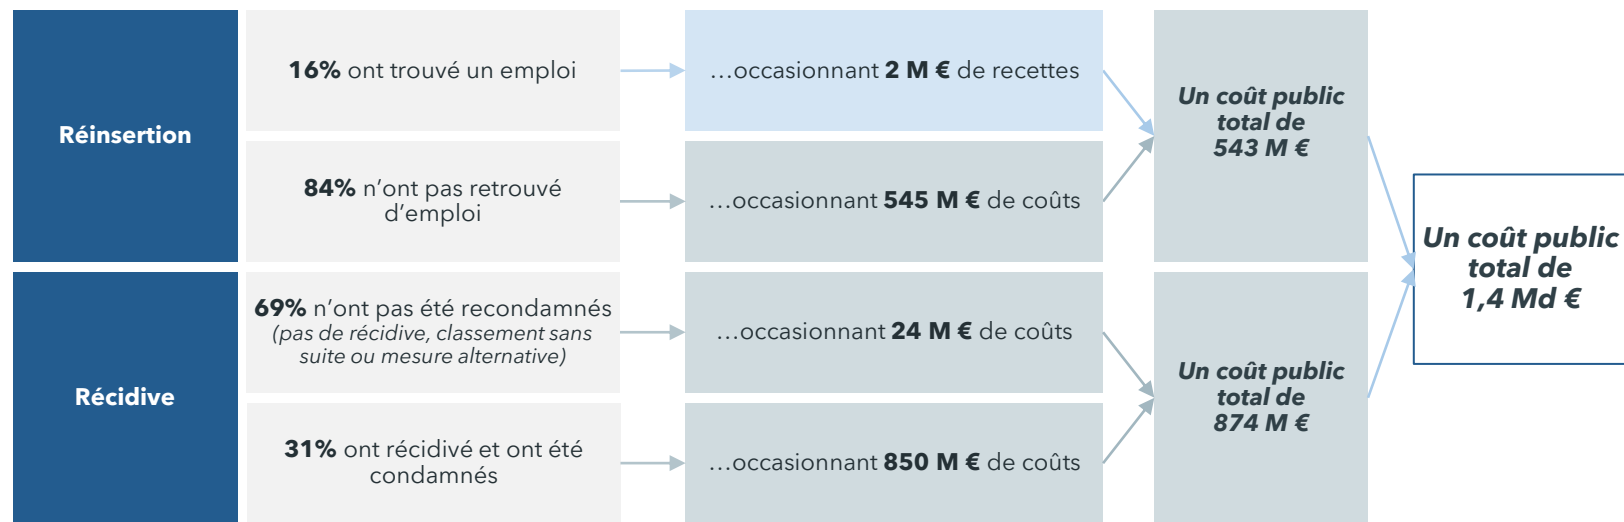 Réinsertion
16% ont trouvé un emploi
…occasionnant 2 M € de recettes
84% n’ont pas retrouvé
d’emploi
…occasionnant 545 M € de coûts
Un coût public
total de
543 M €
Récidive
69% n’ont pas été recondamnés
(pas de récidive, classement sans
suite ou mesure alternative)
…occasionnant 24 M € de coûts
31% ont récidivé et ont été
condamnés
…occasionnant 850 M € de coûts
Un coût public
total de
874 M €
Un coût public
total de
1,4 Md €